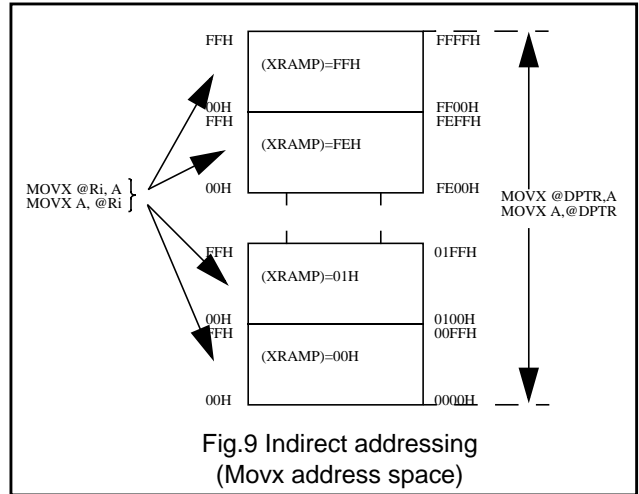 FFH FFFFH
(XRAMP)=FFH
00H FF00H
FFH FEFFH
(XRAMP)=FEH
00H FE00H
MOVX @Ri, A
MOVX A, @Ri
MOVX @DPTR,A
MOVX A,@DPTR
FFH 01FFH
(XRAMP)=01H
00H 0100H
FFH 00FFH
(XRAMP)=00H
00H 0000H
Fig.9 Indirect addressing
(Movx address space)